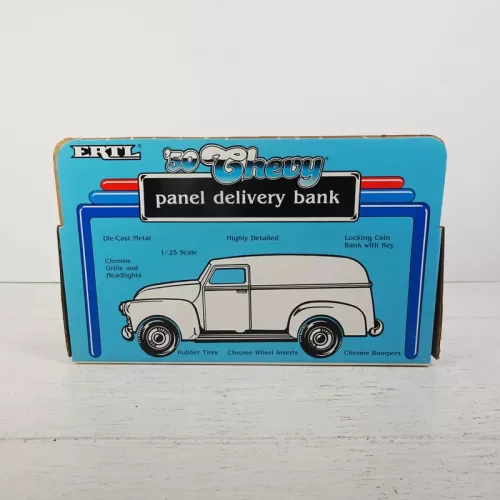 ERTL®
'50 Chevy®
panel delivery bank
Die-Cast Metal
1/25 Scale
Highly Detailed
Locking Coin
Bank with Key
Chrome
Grille and
Headlights
Rubber Tires
Chrome Wheel Inserts
Chrome Bumpers